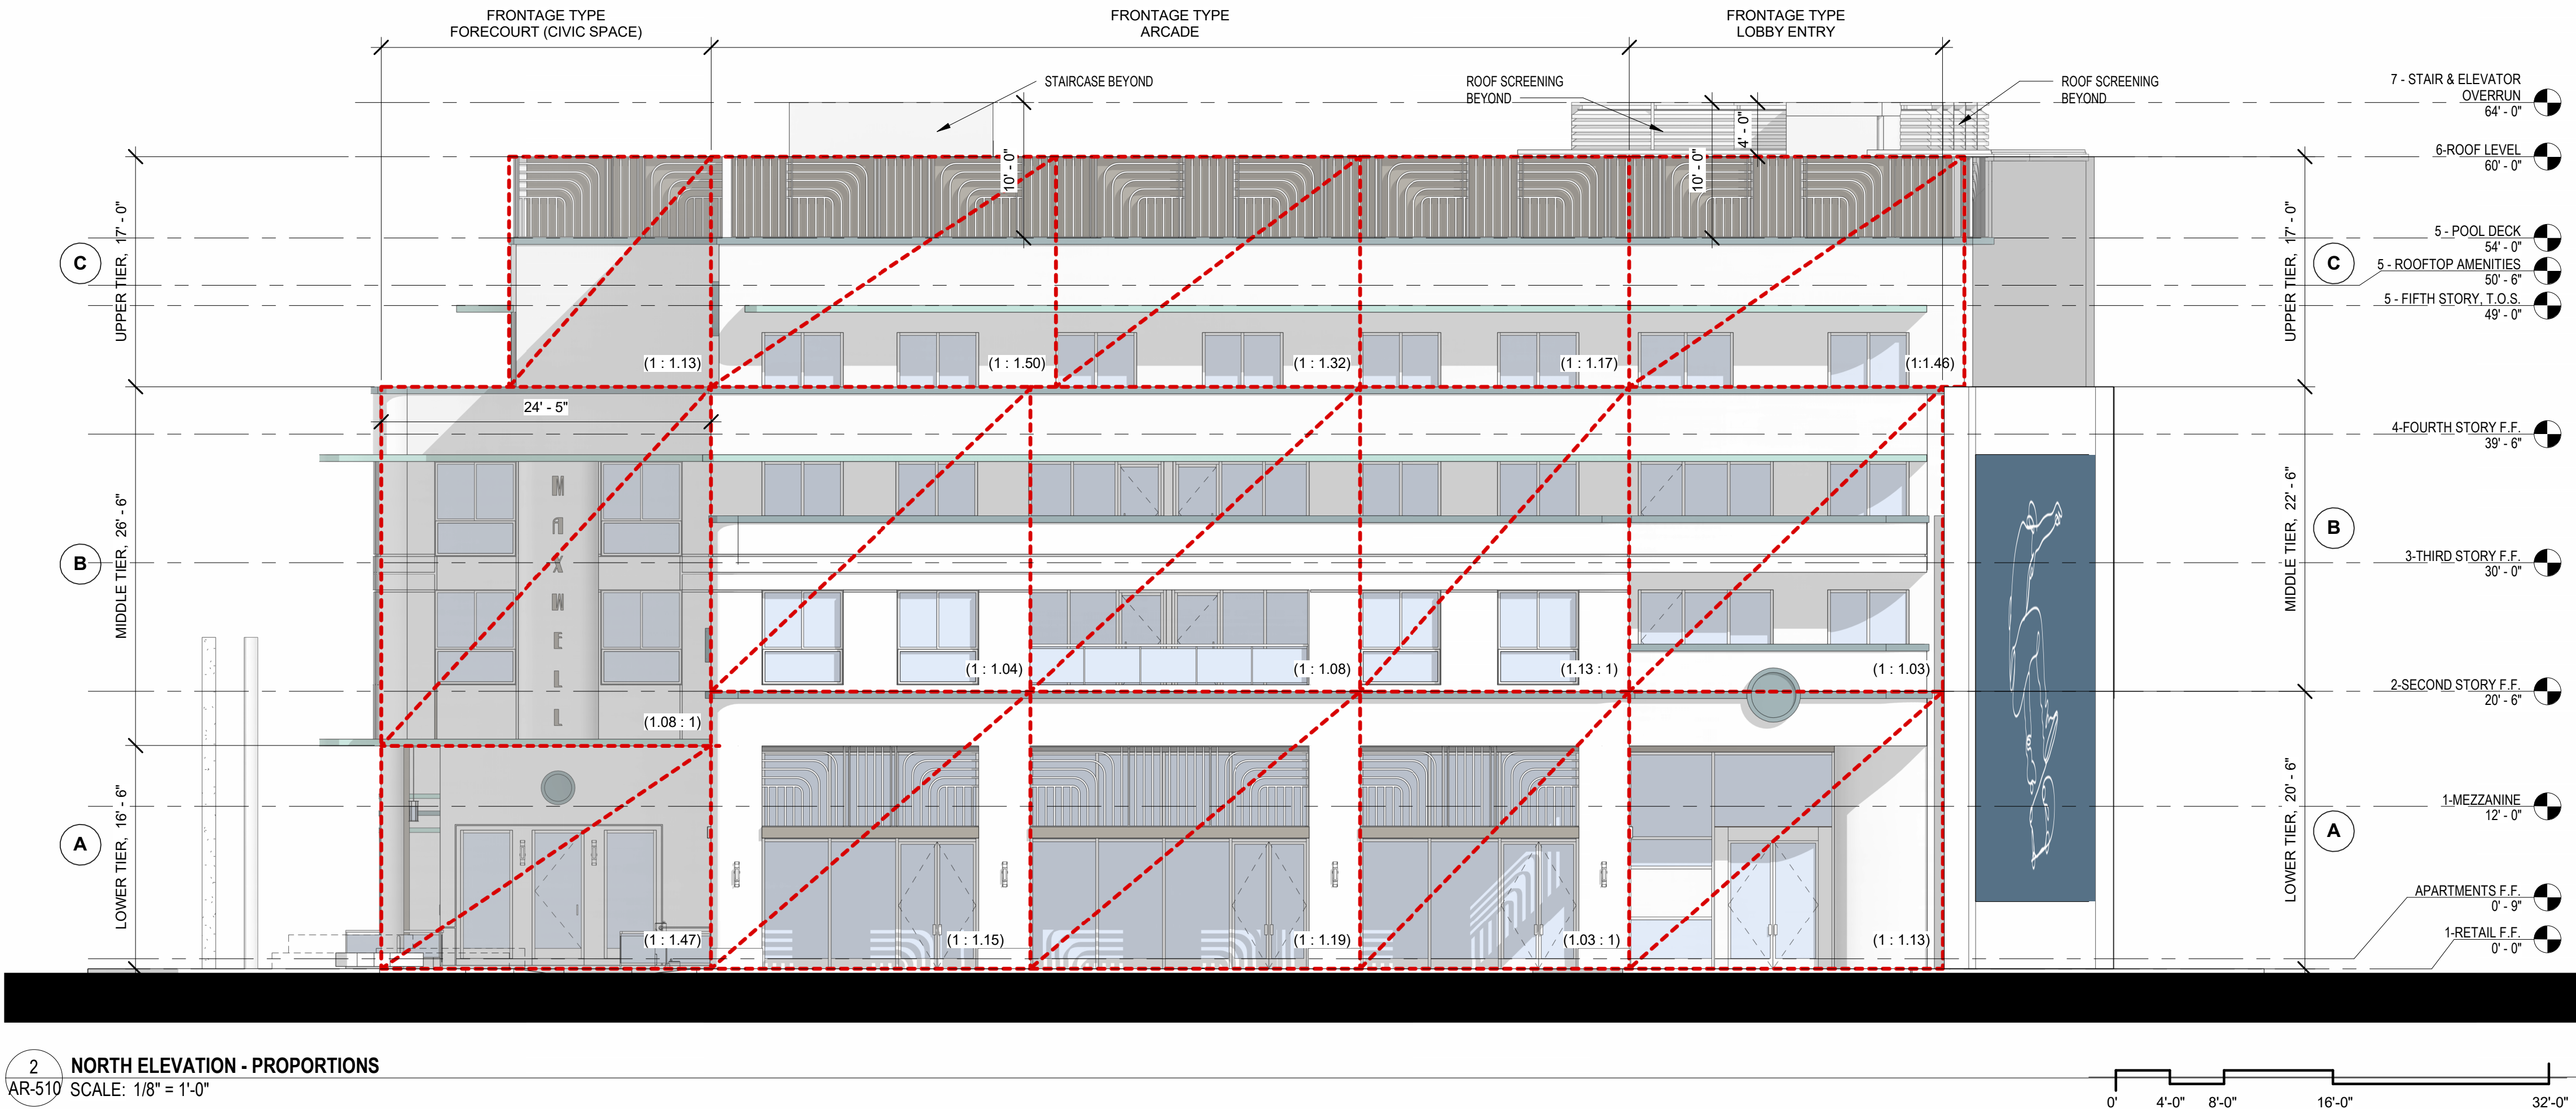 FRONTAGE TYPE
FORECOURT (CIVIC SPACE)
FRONTAGE TYPE
ARCADE
FRONTAGE TYPE
LOBBY ENTRY
STAIRCASE BEYOND
ROOF SCREENING
BEYOND
ROOF SCREENING
BEYOND
7 - STAIR & ELEVATOR
OVERRUN
64' - 0"
4' - 0"
10' - 0"
10' - 0"
6-ROOF LEVEL
60' - 0"
5 - POOL DECK
54' - 0"
5 - ROOFTOP AMENITIES
50' - 6"
5 - FIFTH STORY, T.O.S.
49' - 0"
C
UPPER TIER, 17' - 0"
UPPER TIER, 17' - 0"
C
(1 : 1.13)
(1 : 1.50)
(1 : 1.32)
(1 : 1.17)
(1:1.46)
24' - 5"
4-FOURTH STORY F.F.
39' - 6"
MAXWELL
B
MIDDLE TIER, 26' - 6"
MIDDLE TIER, 22' - 6"
B
3-THIRD STORY F.F.
30' - 0"
(1 : 1.04)
(1 : 1.08)
(1.13 : 1)
(1 : 1.03)
2-SECOND STORY F.F.
20' - 6"
(1.08 : 1)
1-MEZZANINE
12' - 0"
A
LOWER TIER, 16' - 6"
LOWER TIER, 20' - 6"
A
APARTMENTS F.F.
0' - 9"
1-RETAIL F.F.
0' - 0"
(1 : 1.47)
(1 : 1.15)
(1 : 1.19)
(1.03 : 1)
(1 : 1.13)
2
AR-510
NORTH ELEVATION - PROPORTIONS
SCALE: 1/8" = 1'-0"
0' 4'-0" 8'-0" 16'-0" 32'-0"